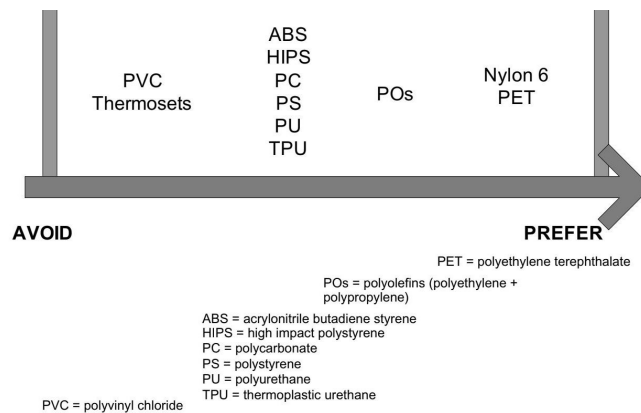 PVC
Thermosets
ABS
HIPS
PC
PS
PU
TPU
POs
Nylon 6
PET
AVOID
PREFER
PET = polyethylene terephthalate
POs = polyolefins (polyethylene +
polypropylene)
ABS = acrylonitrile butadiene styrene
HIPS = high impact polystyrene
PC = polycarbonate
PS = polystyrene
PU = polyurethane
TPU = thermoplastic urethane
PVC = polyvinyl chloride